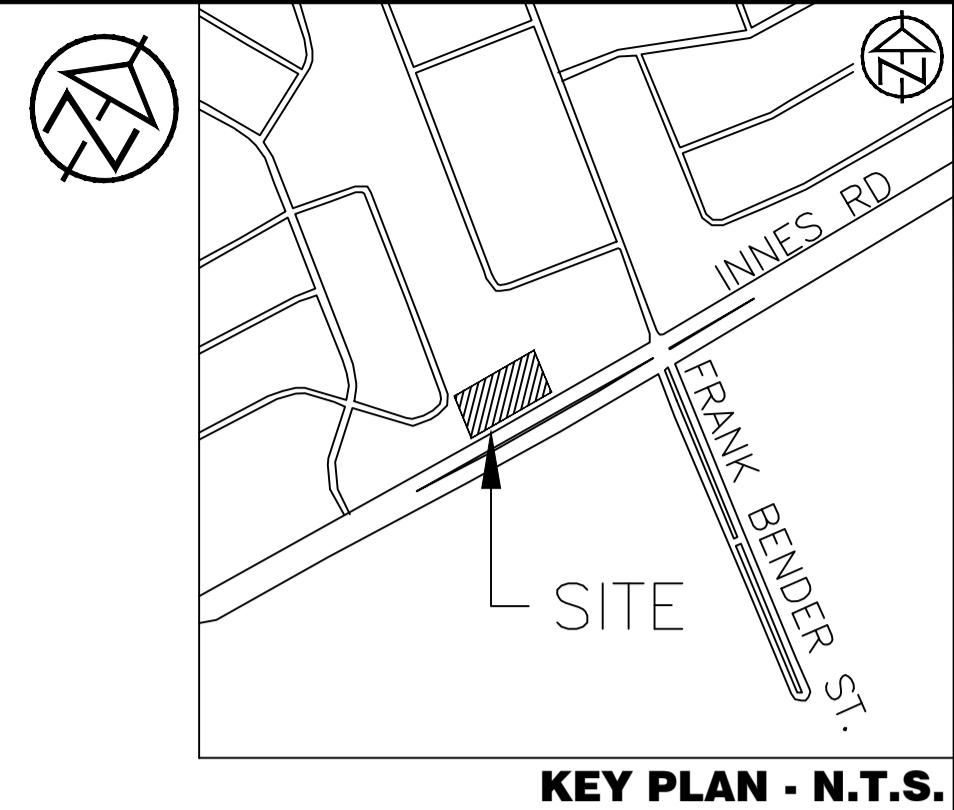 N
N
INNES RD
FRANK BENDER ST.
SITE
KEY PLAN - N.T.S.